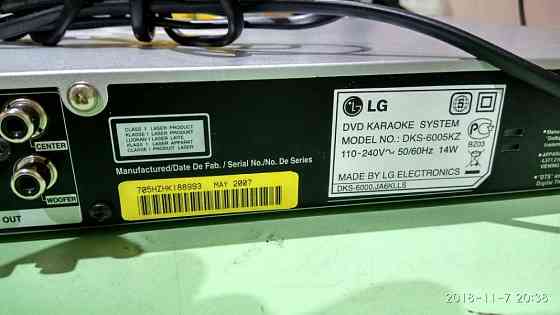 CENTER
WOOFER
OUT
CLASS 1 LASER PRODUCT
KLASSE 1 LASER PRODUKT
LUOKAN 1 LASER LAITE
KLASS 1 LASER APPARAT
CLASSE 1 PRODUIT LASER
Manufactured/Date De Fab. / Serial No./No. De Series
705HZHK188993 MAY 2007
LG
DVD KARAOKE SYSTEM
MODEL NO.: DKS-6005KZ
110-240V~ 50/60Hz 14W
БZ03
MADE BY LG ELECTRONICS
DKS-6000.JA6KLLS
"DTS"
Digital
2018-11-7 20:38